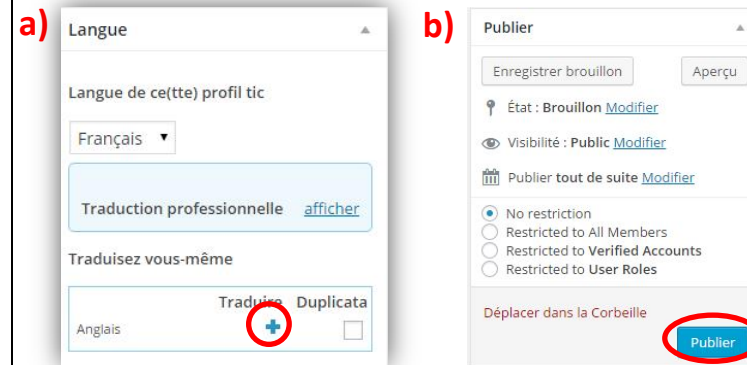 a)
Langue
Langue de ce(tte) profil tic
Français
Traduction professionnelle afficher
Traduisez vous-même
Traduire Duplicata
Anglais
b)
Publier
Enregistrer brouillon Aperçu
État : Brouillon Modifier
Visibilité : Public Modifier
Publier tout de suite Modifier
No restriction
Restricted to All Members
Restricted to Verified Accounts
Restricted to User Roles
Déplacer dans la Corbeille
Publier